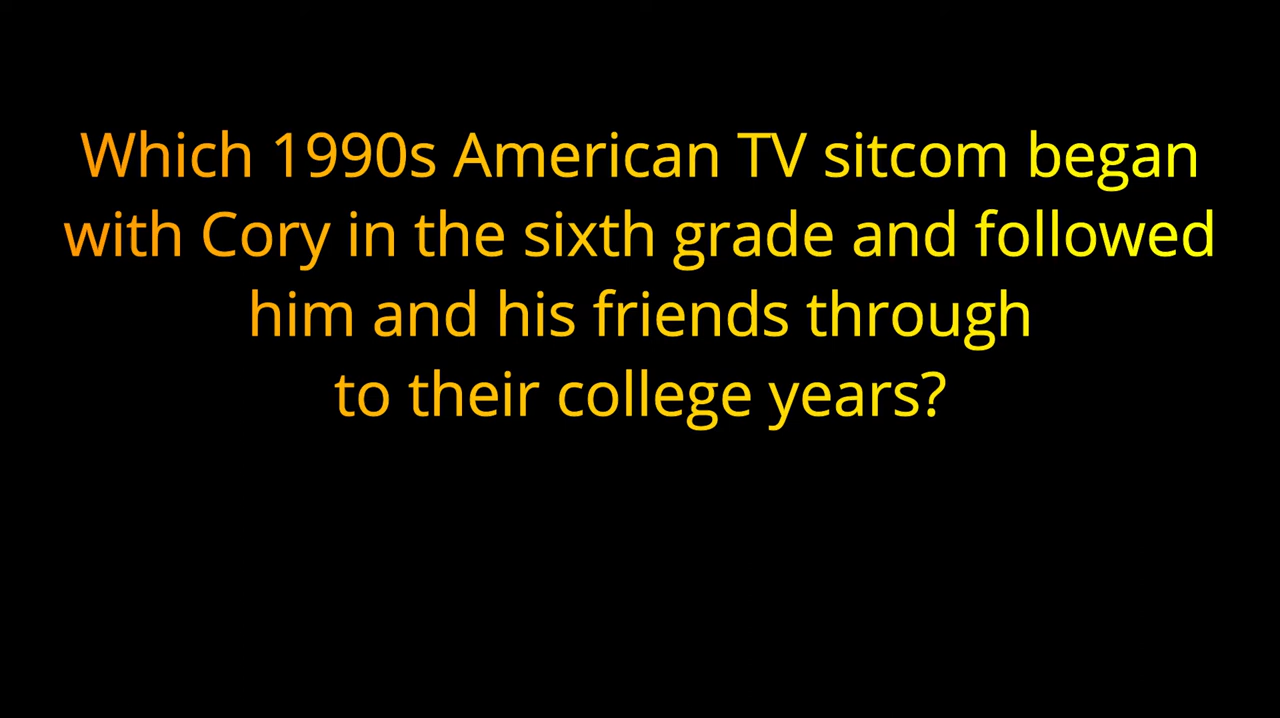 Which 1990s American TV sitcom began
with Cory in the sixth grade and followed
him and his friends through
to their college years?